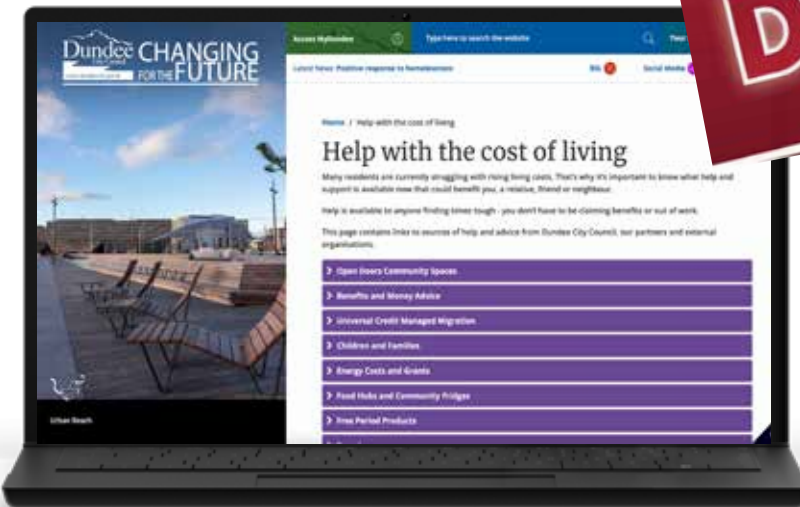 Dundee CHANGING
City Council FOR THE FUTURE
Access MyDundee
Type here to search the website
Your
Latest News: Positive response to homelessness
BSL
Social Media
Home / Help with the cost of living
Help with the cost of living
Many residents are currently struggling with rising living costs. That's why it's important to know what help and
support is available now that could benefit you, a relative, friend or neighbour.
Help is available to anyone finding times tough - you don't have to be claiming benefits or out of work.
This page contains links to sources of help and advice from Dundee City Council, our partners and external
organisations.
Open Doors Community Spaces
Benefits and Money Advice
Universal Credit Managed Migration
Children and Families
Energy Costs and Grants
Food Hubs and Community Fridges
Free Period Products
Urban Beach
D